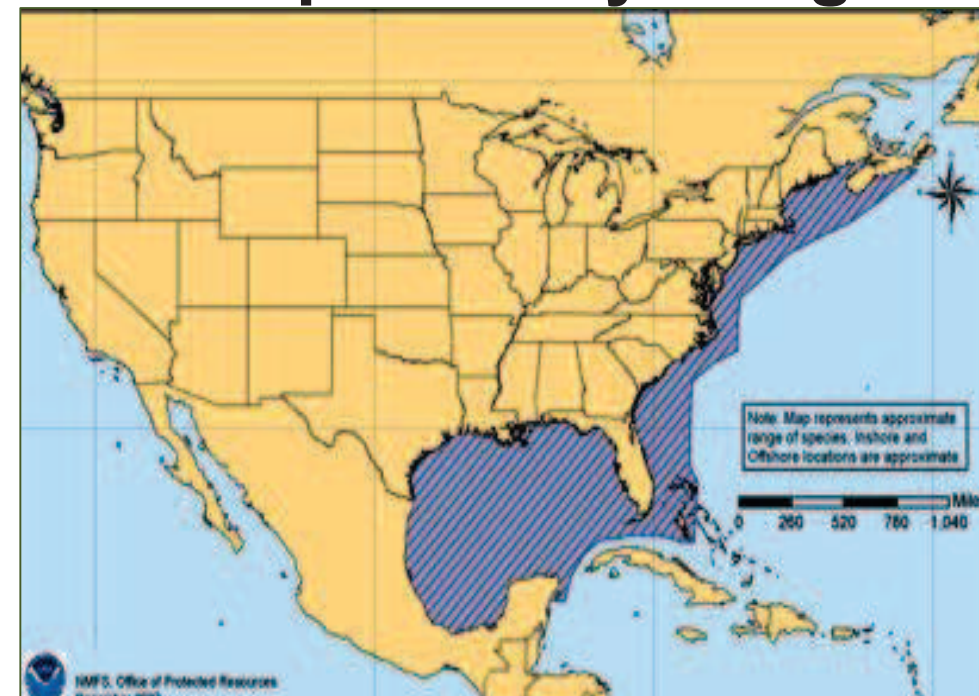 Note: Map represents approximate
range of species. Inshore and
Offshore locations are approximate
0 260 520 780 1,040
NMFS, Office of Protected Resources